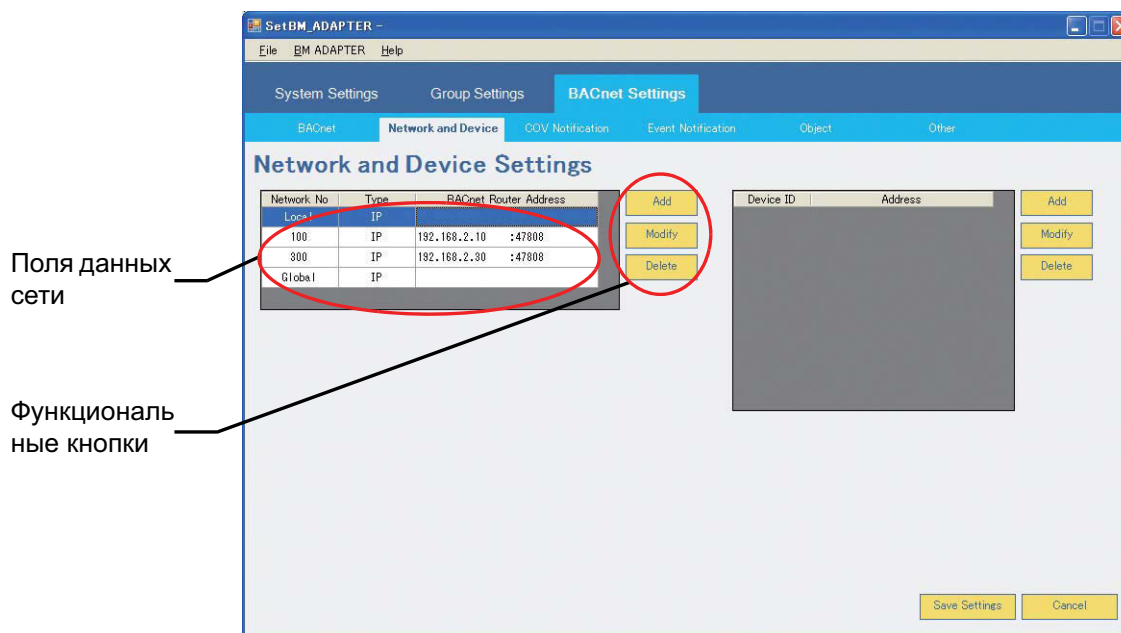 SetBM_ADAPTER -
File BM ADAPTER Help
System Settings Group Settings BACnet Settings
BACnet Network and Device COV Notification Event Notification Object Other
Network and Device Settings
Network No Type BACnet Router Address
Local IP
100 IP 192.168.2.10 :47808
300 IP 192.168.2.30 :47808
Global IP
Add
Modify
Delete
Device ID Address
Add
Modify
Delete
Поля данных
сети
Функциональ
ные кнопки
Save Settings Cancel